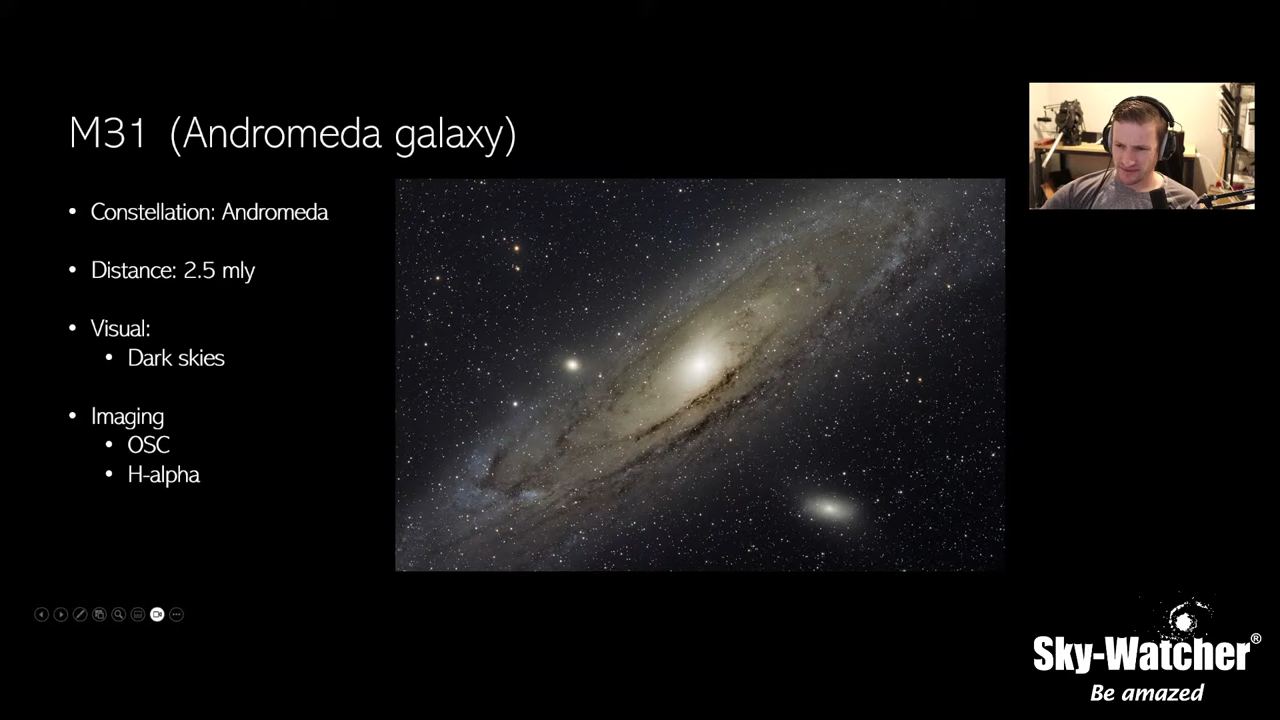 M31 (Andromeda galaxy)
• Constellation: Andromeda
• Distance: 2.5 mly
• Visual:
• Dark skies
• Imaging
• OSC
• H-alpha
Sky-Watcher®
Be amazed